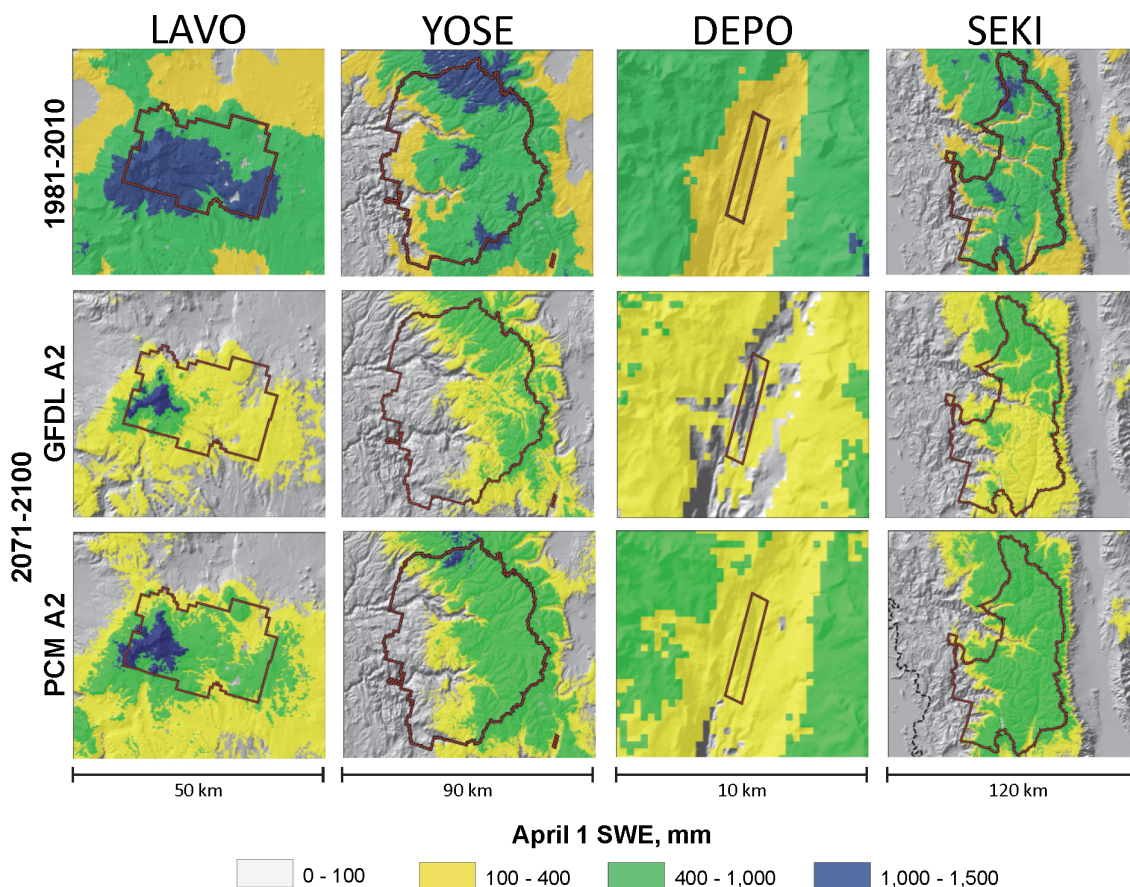 LAVO YOSE DEPO SEKI
1981-2010
2071-2100
GFDL A2
PCM A2
50 km 90 km 10 km 120 km
April 1 SWE, mm
0 - 100 100 - 400 400 - 1,000 1,000 - 1,500